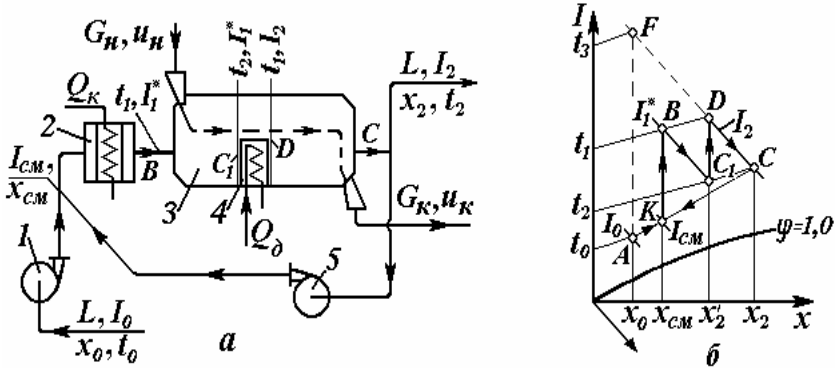 Gн, uн
t₂, I₁*
t₁, I₂
L, I₂
x₂, t₂
Qк
t₁, I₁*
2
B
C
C₁
D
Iсм,
xсм
3
4
Gк, uк
Qд
1
5
L, I₀
x₀, t₀
а
I
t₃
F
I₁*
B
D
I₂
t₁
C₁
C
t₂
K
I₀
Iсм
t₀
A
φ=1,0
x₀
xсм
x₂'
x₂
x
б